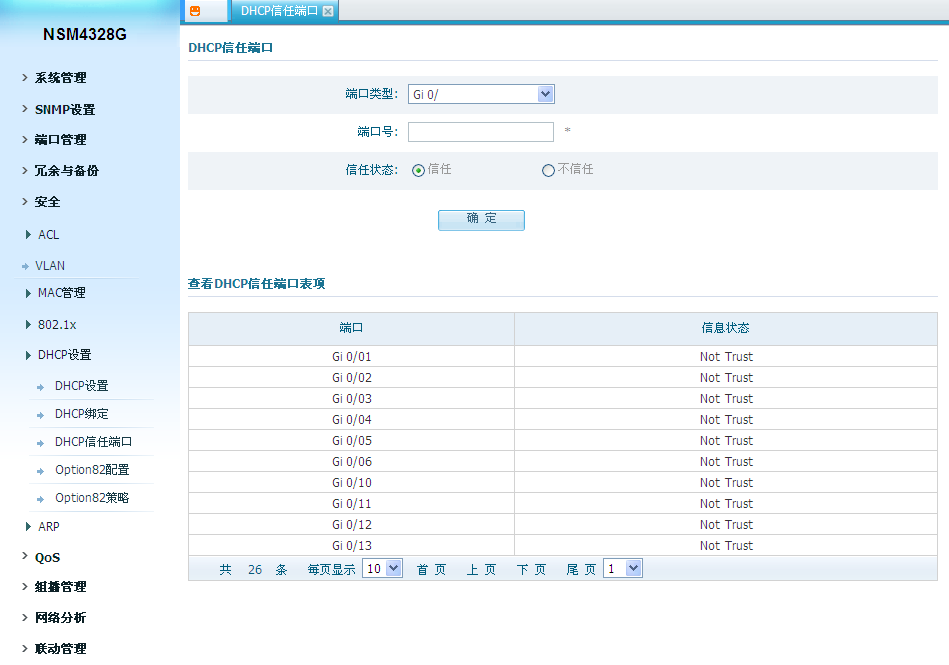 NSM4328G
系统管理
SNMP设置
端口管理
冗余与备份
安全
ACL
VLAN
MAC管理
802.1x
DHCP设置
DHCP设置
DHCP绑定
DHCP信任端口
Option82配置
Option82策略
ARP
QoS
组播管理
网络分析
联动管理
DHCP信任端口
DHCP信任端口
端口类型: Gi 0/
端口号: *
信任状态: 信任 不信任
确 定
查看DHCP信任端口表项
端口 信息状态
Gi 0/01 Not Trust
Gi 0/02 Not Trust
Gi 0/03 Not Trust
Gi 0/04 Not Trust
Gi 0/05 Not Trust
Gi 0/06 Not Trust
Gi 0/10 Not Trust
Gi 0/11 Not Trust
Gi 0/12 Not Trust
Gi 0/13 Not Trust
共 26 条 每页显示 10 首 页 上 页 下 页 尾 页 1